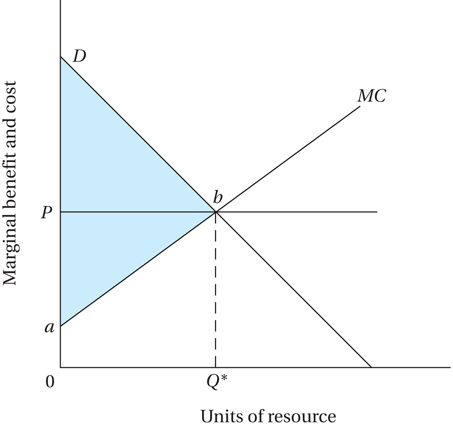 D
MC
Marginal benefit and cost
b
P
a
0
Q*
Units of resource